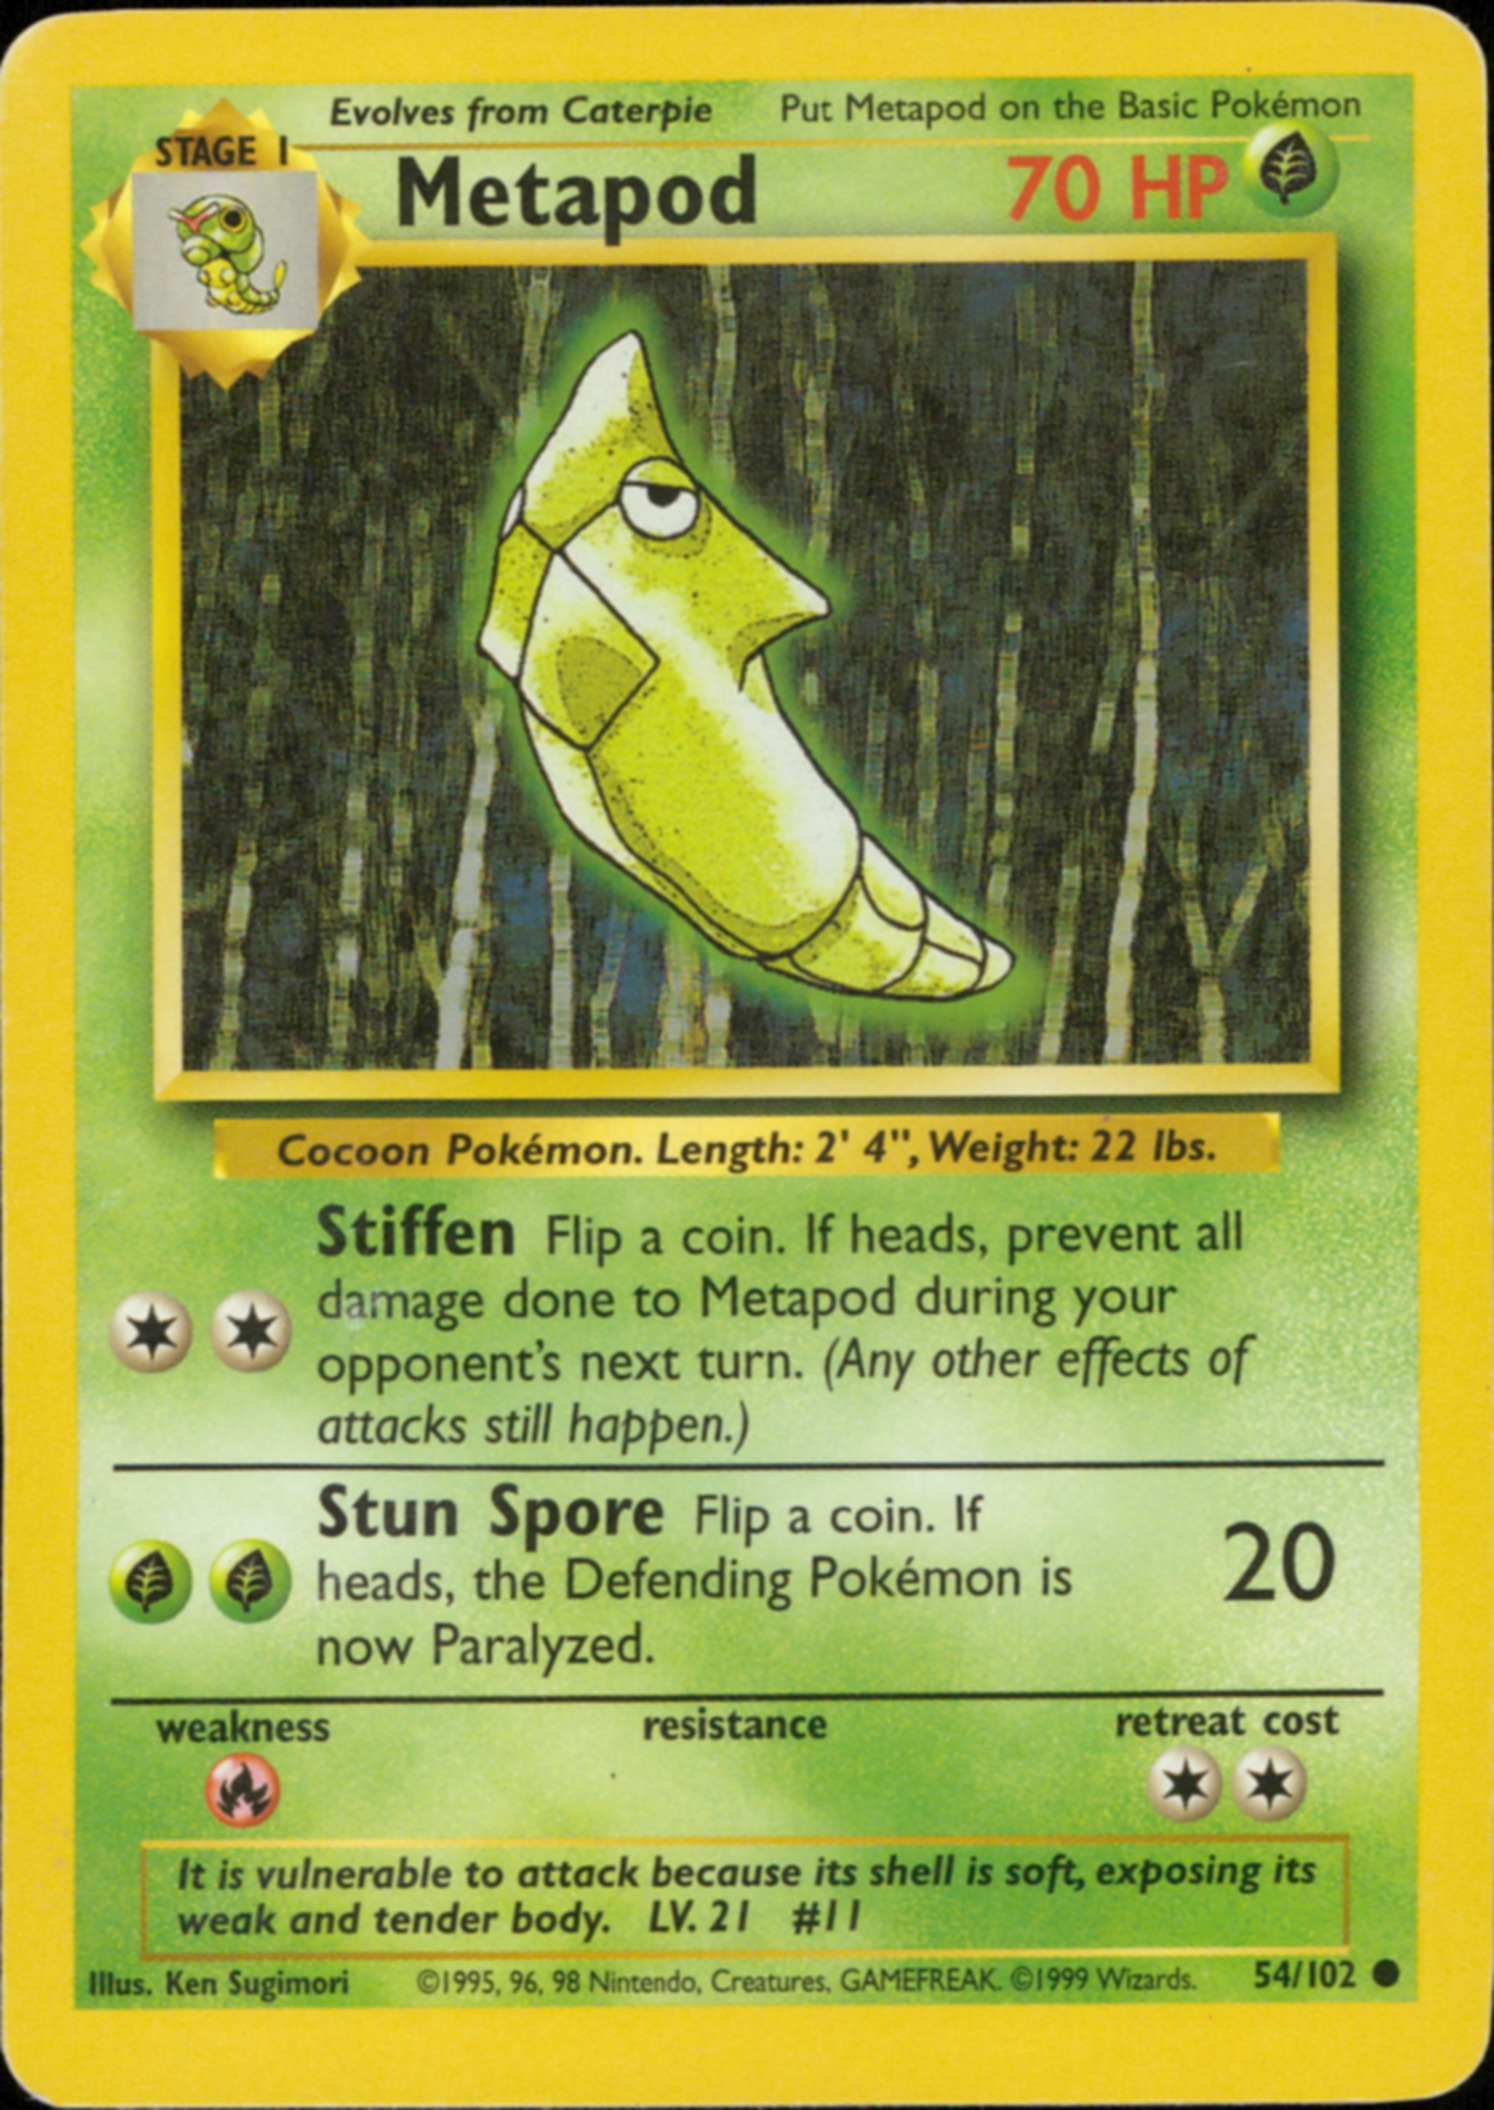 Evolves from Caterpie Put Metapod on the Basic Pokémon
STAGE 1
Metapod 70 HP
Cocoon Pokémon. Length: 2' 4", Weight: 22 lbs.
Stiffen Flip a coin. If heads, prevent all
damage done to Metapod during your
opponent's next turn. (Any other effects of
attacks still happen.)
Stun Spore Flip a coin. If
heads, the Defending Pokémon is
now Paralyzed.
20
weakness resistance retreat cost
It is vulnerable to attack because its shell is soft, exposing its
weak and tender body. LV. 21 #11
Illus. Ken Sugimori ©1995, 96, 98 Nintendo, Creatures, GAMEFREAK. ©1999 Wizards. 54/102